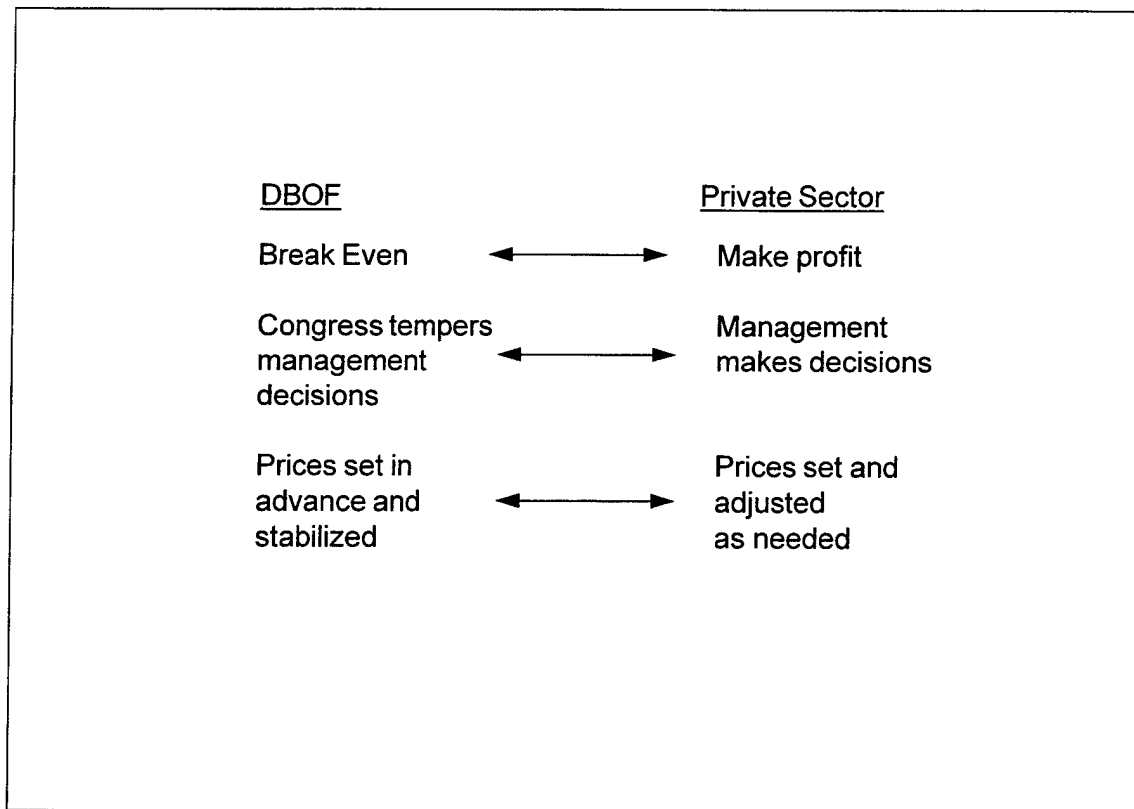 DBOF
Private Sector
Break Even
Make profit
Congress tempers
management
decisions
Management
makes decisions
Prices set in
advance and
stabilized
Prices set and
adjusted
as needed